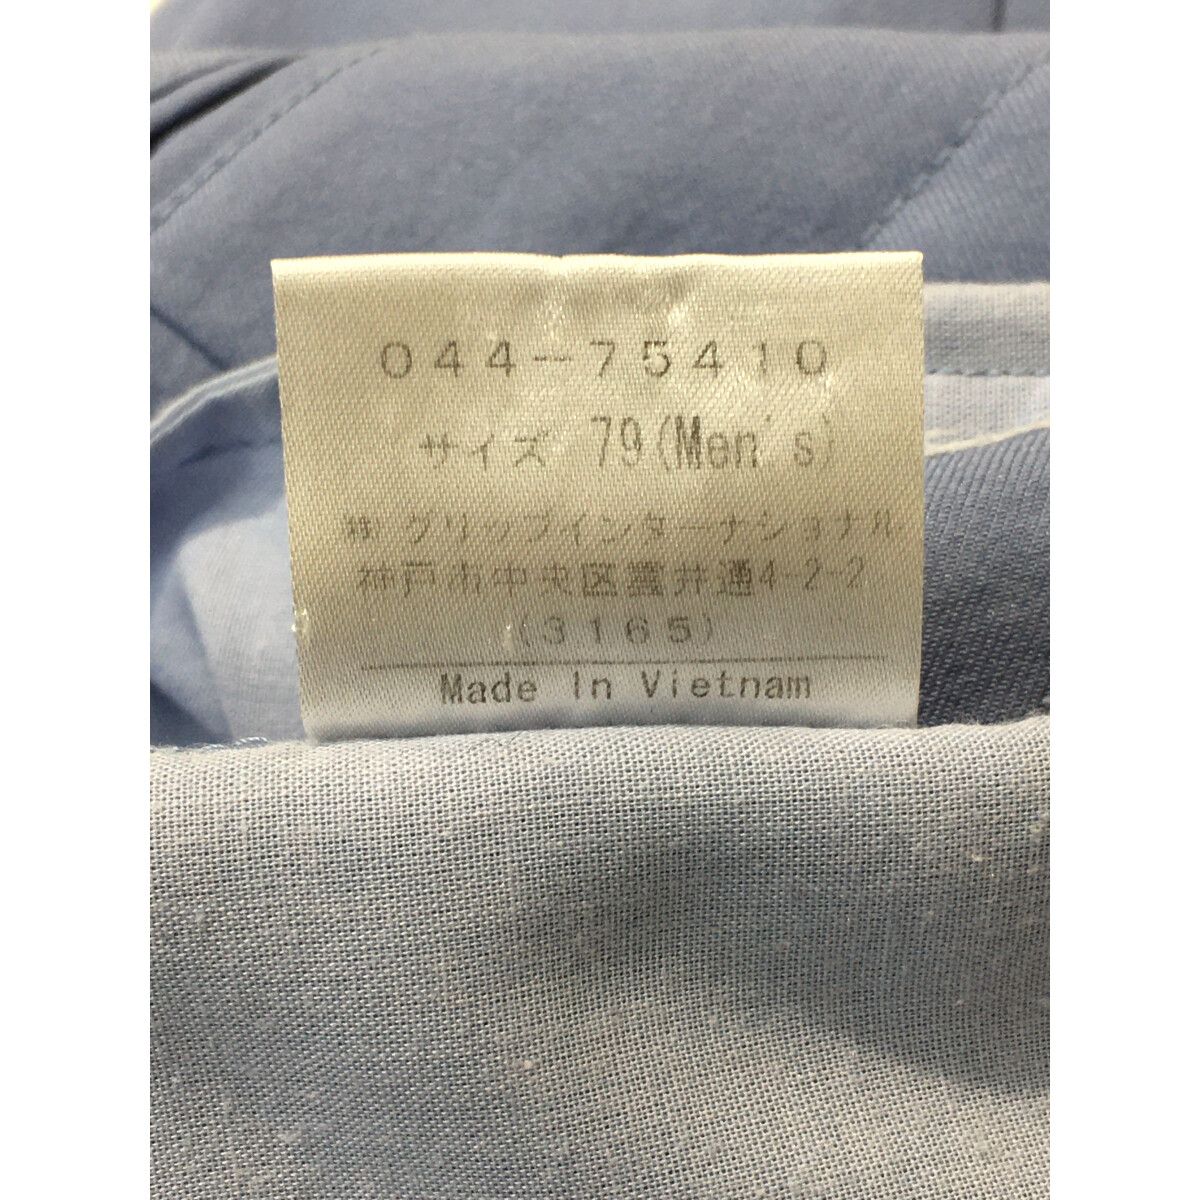 044-75410
サイズ 79(Men's)
㈱ グリップインターナショナル
神戸市中央区雲井通4-2-2
(3165)
Made In Vietnam